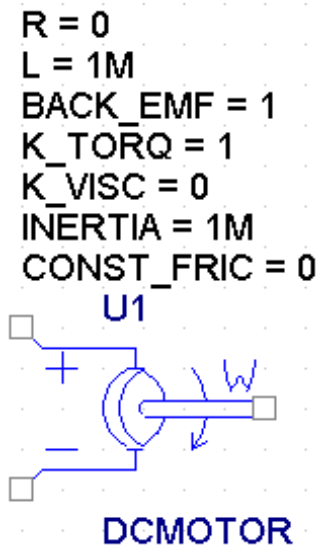 R = 0
L = 1M
BACK_EMF = 1
K_TORQ = 1
K_VISC = 0
INERTIA = 1M
CONST_FRIC = 0
U1
+
W
−
DCMOTOR